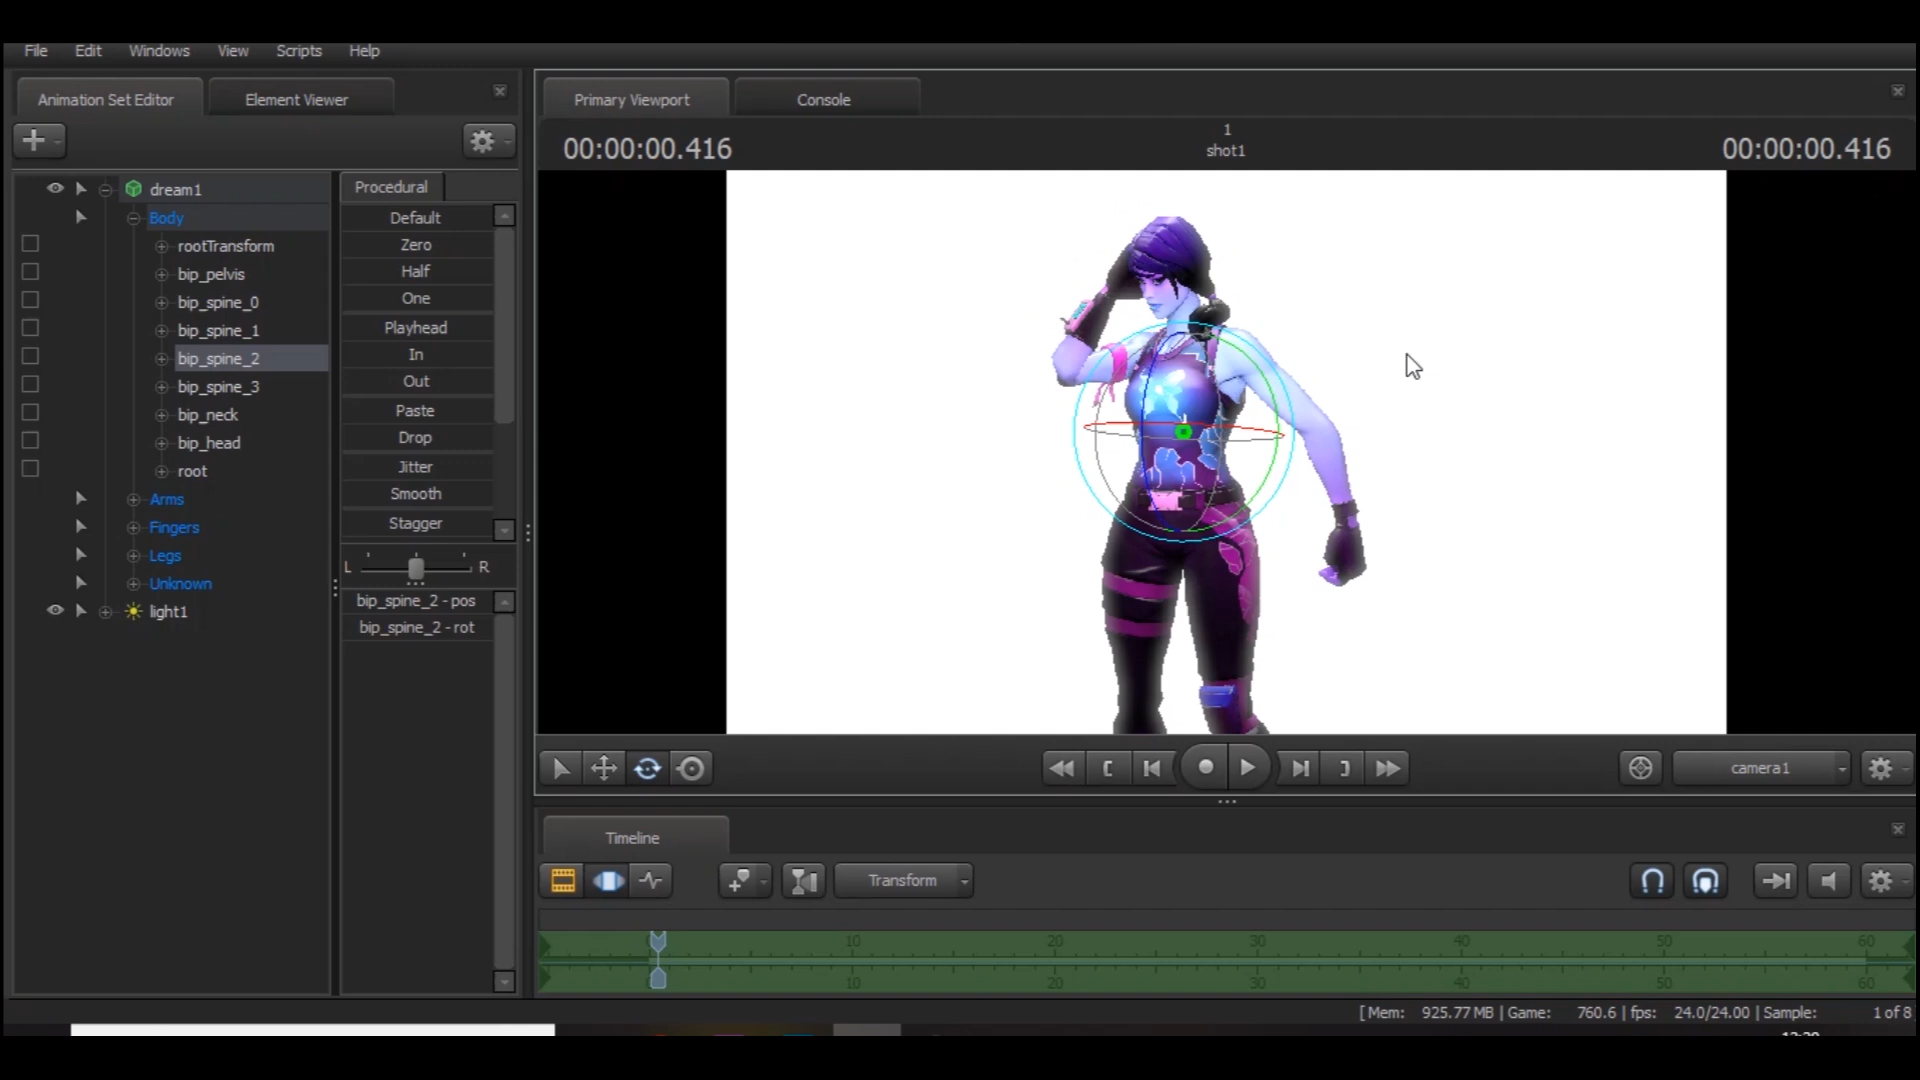 File Edit Windows View Scripts Help
Animation Set Editor Element Viewer
Primary Viewport Console
00:00:00.416
1
shot1
00:00:00.416
dream1
Body
rootTransform
bip_pelvis
bip_spine_0
bip_spine_1
bip_spine_2
bip_spine_3
bip_neck
bip_head
root
Arms
Fingers
Legs
Unknown
light1
Procedural
Default
Zero
Half
One
Playhead
In
Out
Paste
Drop
Jitter
Smooth
Stagger
L R
bip_spine_2 - pos
bip_spine_2 - rot
camera1
Timeline
Transform
10 20 30 40 50 60
10 20 30 40 50 60
[ Mem: 925.77 MB | Game: 760.6 | fps: 24.0/24.00 | Sample: 1 of 8